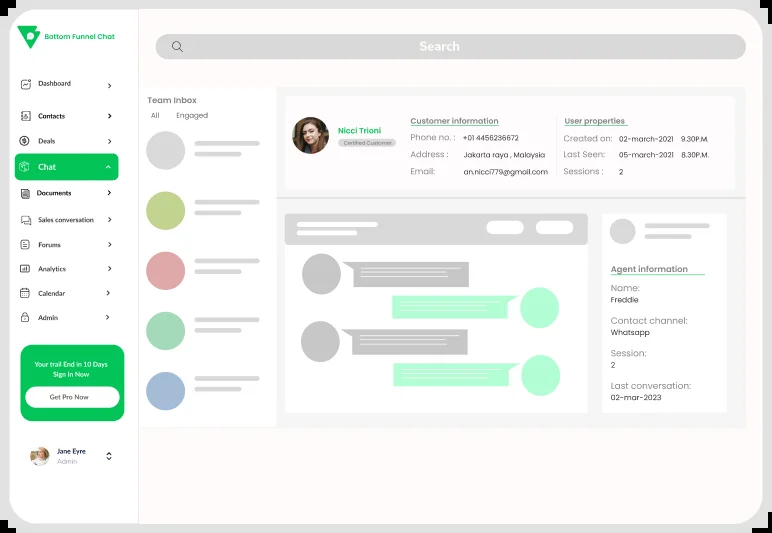 Bottom Funnel Chat
Dashboard
Contacts
Deals
Chat
Documents
Sales conversation
Forums
Analytics
Calendar
Admin
Your trail End in 10 Days
Sign in Now
Get Pro Now
Jane Eyre
Admin
Search
Team Inbox
All Engaged
Nicci Trioni
Certified Customer
Customer information
Phone no. : +01 4456236672
Address : Jakarta raya , Malaysia
Email: an.nicci779@gmail.com
User properties
Created on: 02-march-2021 9.30P.M.
Last Seen: 05-march-2021 8.30P.M.
Sessions : 2
Agent information
Name:
Freddie
Contact channel:
Whatsapp
Session:
2
Last conversation:
02-mar-2023